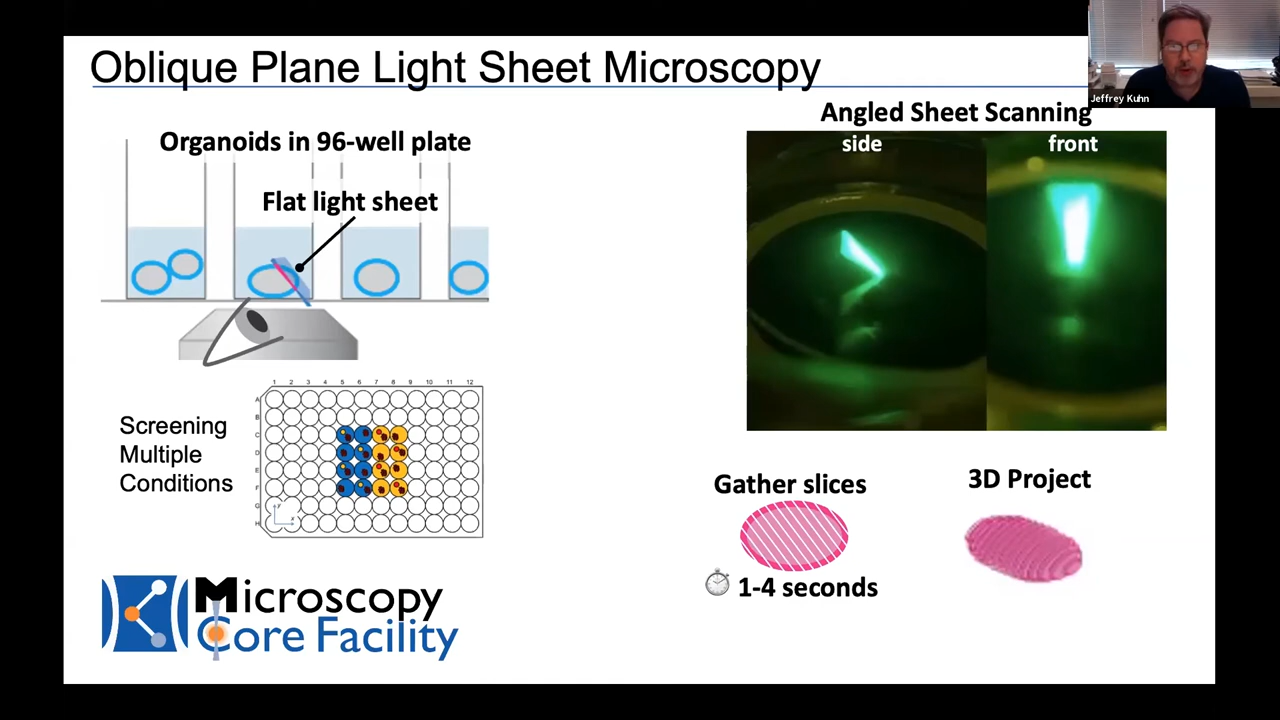 Oblique Plane Light Sheet Microscopy
Jeffrey Kuhn
Organoids in 96-well plate
Flat light sheet
Angled Sheet Scanning
side
front
1 2 3 4 5 6 7 8 9 10 11 12
A
B
C
D
E
F
G
H
y
x
Screening
Multiple
Conditions
Gather slices
1-4 seconds
3D Project
Microscopy
Core Facility